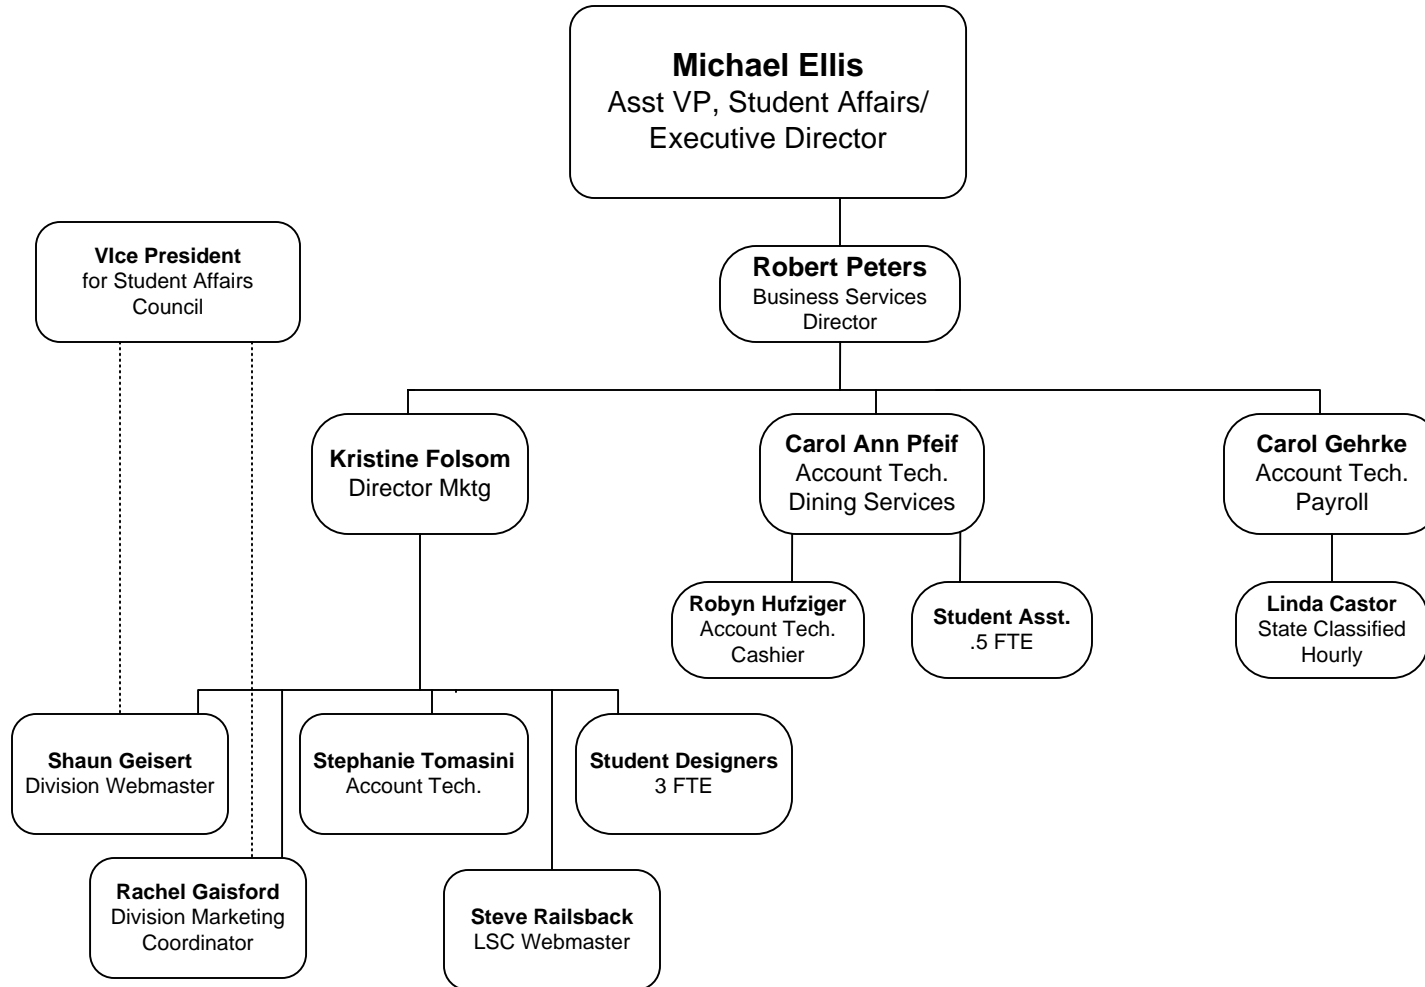 Michael Ellis
Asst VP, Student Affairs/
Executive Director
VIce President
for Student Affairs
Council
Robert Peters
Business Services
Director
Kristine Folsom
Director Mktg
Carol Ann Pfeif
Account Tech.
Dining Services
Carol Gehrke
Account Tech.
Payroll
Robyn Hufziger
Account Tech.
Cashier
Student Asst.
.5 FTE
Linda Castor
State Classified
Hourly
Shaun Geisert
Division Webmaster
Stephanie Tomasini
Account Tech.
Student Designers
3 FTE
Rachel Gaisford
Division Marketing
Coordinator
Steve Railsback
LSC Webmaster